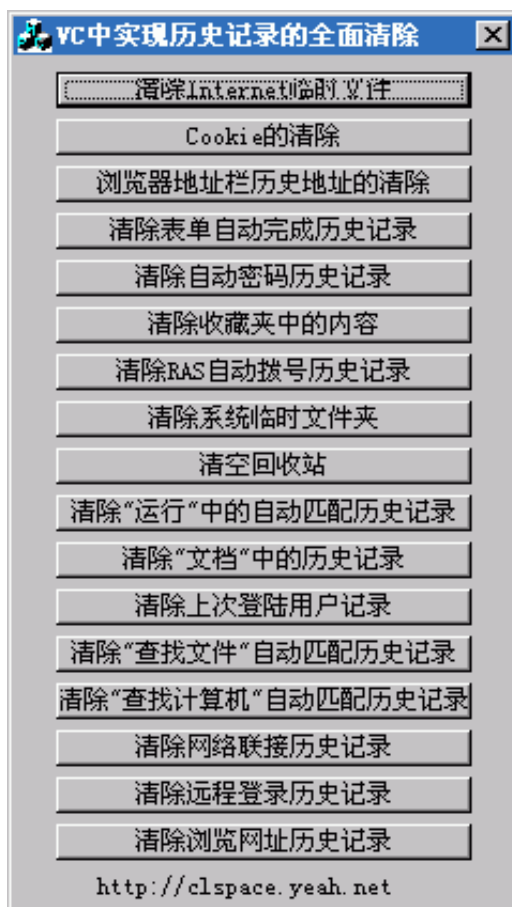 VC中实现历史记录的全面清除
清除Internet临时文件
Cookie的清除
浏览器地址栏历史地址的清除
清除表单自动完成历史记录
清除自动密码历史记录
清除收藏夹中的内容
清除RAS自动拨号历史记录
清除系统临时文件夹
清空回收站
清除“运行“中的自动匹配历史记录
清除“文档“中的历史记录
清除上次登陆用户记录
清除“查找文件“自动匹配历史记录
清除“查找计算机“自动匹配历史记录
清除网络联接历史记录
清除远程登录历史记录
清除浏览网址历史记录
http://clspace.yeah.net